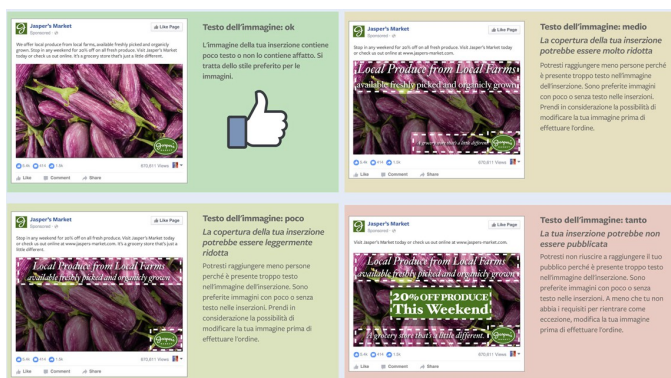 Jasper's Market
Sponsored
Like Page
We offer local produce from local farms, available freshly picked and organicly
grown. Stop in any weekend for 20% off on all fresh produce. Visit Jasper's Market
today or check us out online. It's a grocery store that's just a little different.
870,611 Views
Like Comment Share
Testo dell'immagine: ok
L'immagine della tua inserzione contiene
poco testo o non lo contiene affatto. Si
tratta dello stile preferito per le
immagini.
Jasper's Market
Sponsored
Like Page
Stop in any weekend for 20% off on all fresh produce. Visit Jasper's Market today
or check us out online at www.jaspers-market.com.
Local Produce from Local Farms
available freshly picked and organicly grown
A grocery store that's a little different.
870,611 Views
Like Comment Share
Testo dell'immagine: medio
La copertura della tua inserzione
potrebbe essere molto ridotta
Potresti raggiungere meno persone perché
è presente troppo testo nell'immagine
dell'inserzione. Sono preferite immagini
con poco o senza testo nelle inserzioni.
Prendi in considerazione la possibilità di
modificare la tua immagine prima di
effettuare l'ordine.
Jasper's Market
Sponsored
Like Page
Stop in any weekend for 20% off on all fresh produce. Visit Jasper's Market today
or check us out online at www.jaspers-market.com. It's a grocery store that's just a
little different.
Local Produce from Local Farms
available freshly picked and organicly grown
870,611 Views
Like Comment Share
Testo dell'immagine: poco
La copertura della tua inserzione
potrebbe essere leggermente
ridotta
Potresti raggiungere meno persone
perché è presente troppo testo
nell'immagine dell'inserzione. Sono
preferite immagini con poco o senza
testo nelle inserzioni. Prendi in
considerazione la possibilità di
modificare la tua immagine prima di
effettuare l'ordine.
Jasper's Market
Sponsored
Like Page
Visit Jasper's Market today or check us out online at www.jaspers-market.com.
Local Produce from Local Farms
available freshly picked and organicly grown
20% OFF PRODUCE
This Weekend
A grocery store that's a little different.
870,611 Views
Like Comment Share
Testo dell'immagine: tanto
La tua inserzione potrebbe non
essere pubblicata
Potresti non riuscire a raggiungere il tuo
pubblico perché è presente troppo testo
nell'immagine dell'inserzione. Sono
preferite immagini con poco o senza
testo nelle inserzioni. A meno che tu non
abbia i requisiti per rientrare come
eccezione, modifica la tua immagine
prima di effettuare l'ordine.